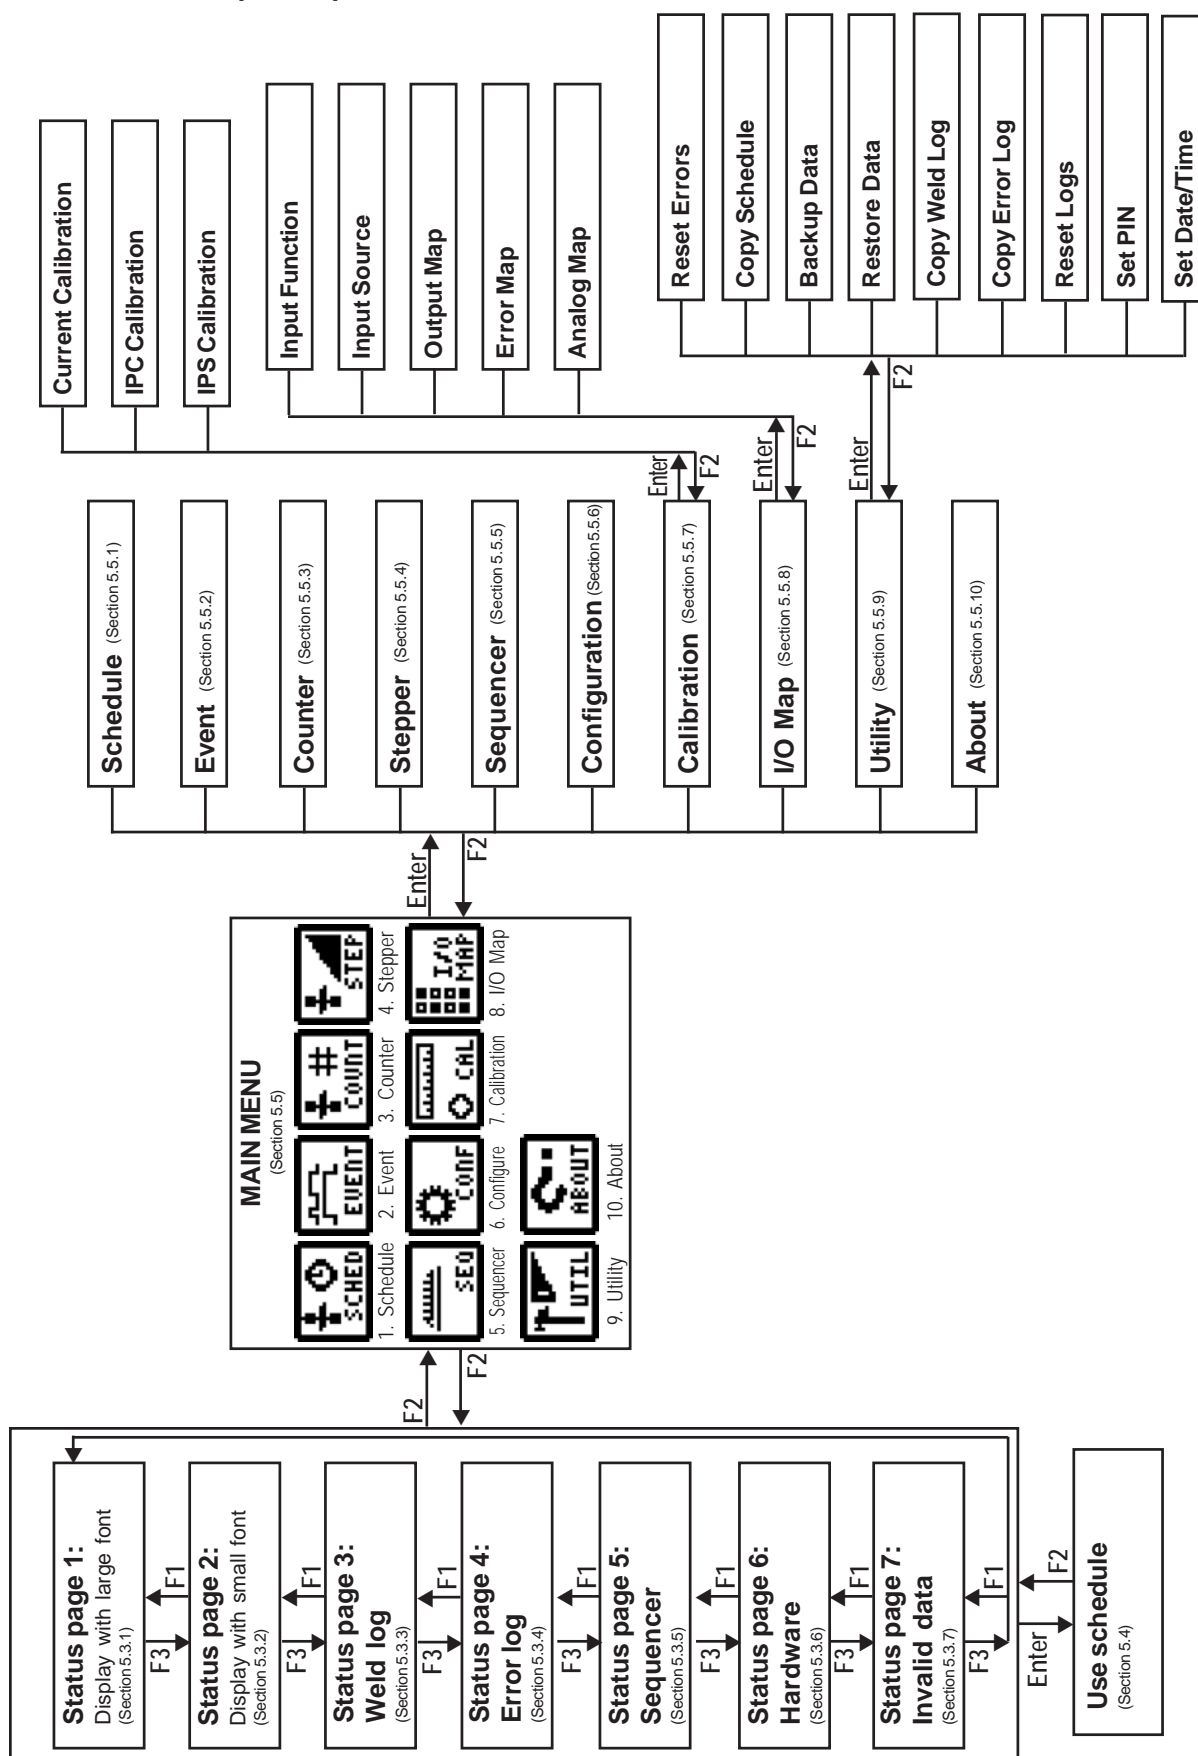 Status page 1:
Display with large font
(Section 5.3.1)
F3
F1
Status page 2:
Display with small font
(Section 5.3.2)
F3
F1
Status page 3:
Weld log
(Section 5.3.3)
F3
F1
Status page 4:
Error log
(Section 5.3.4)
F3
F1
Status page 5:
Sequencer
(Section 5.3.5)
F3
F1
Status page 6:
Hardware
(Section 5.3.6)
F3
F1
Status page 7:
Invalid data
(Section 5.3.7)
F3
F1
Enter
F2
Use schedule
(Section 5.4)
F2
F2
MAIN MENU
(Section 5.5)
SCHED
EVENT
COUNT
STEP
1. Schedule
2. Event
3. Counter
4. Stepper
SEQ
CONF
CAL
I/O
MAP
5. Sequencer
6. Configure
7. Calibration
8. I/O Map
UTIL
ABOUT
9. Utility
10. About
Enter
F2
Schedule (Section 5.5.1)
Event (Section 5.5.2)
Counter (Section 5.5.3)
Stepper (Section 5.5.4)
Sequencer (Section 5.5.5)
Configuration (Section 5.5.6)
Calibration (Section 5.5.7)
I/O Map (Section 5.5.8)
Utility (Section 5.5.9)
About (Section 5.5.10)
Enter
F2
Current Calibration
IPC Calibration
IPS Calibration
Enter
F2
Input Function
Input Source
Output Map
Error Map
Analog Map
Enter
F2
Reset Errors
Copy Schedule
Backup Data
Restore Data
Copy Weld Log
Copy Error Log
Reset Logs
Set PIN
Set Date/Time